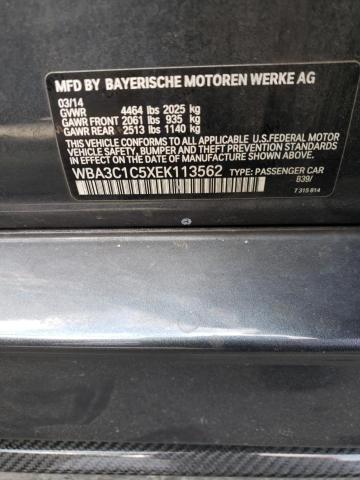 MFD BY BAYERISCHE MOTOREN WERKE AG
03/14
GVWR 4464 lbs 2025 kg
GAWR FRONT 2061 lbs 935 kg
GAWR REAR 2513 lbs 1140 kg
THIS VEHICLE CONFORMS TO ALL APPLICABLE U.S.FEDERAL MOTOR
VEHICLE SAFETY, BUMPER, AND THEFT PREVENTION STANDARDS IN
EFFECT ON THE DATE OF MANUFACTURE SHOWN ABOVE.
WBA3C1C5XEK113562 TYPE: PASSENGER CAR
B39/
7 315 814